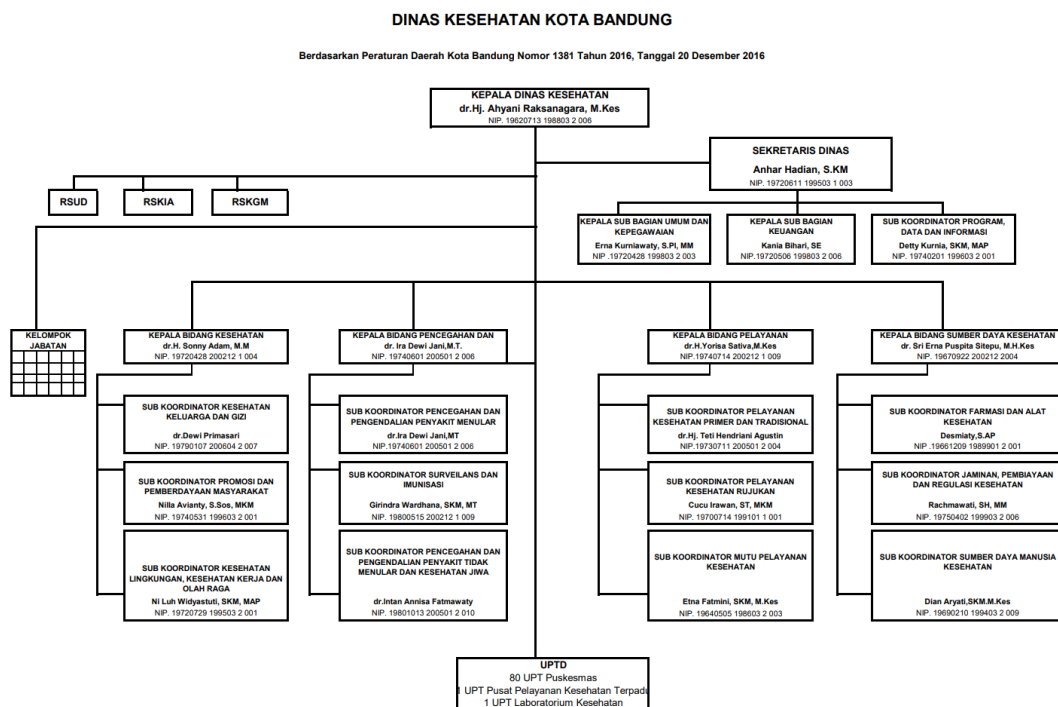 DINAS KESEHATAN KOTA BANDUNG
Berdasarkan Peraturan Daerah Kota Bandung Nomor 1381 Tahun 2016, Tanggal 20 Desember 2016
KEPALA DINAS KESEHATAN
dr.Hj. Ahyani Raksanagara, M.Kes
NIP. 19620713 198803 2 006
SEKRETARIS DINAS
Anhar Hadian, S.KM
NIP. 19720611 199503 1 003
RSUD
RSKIA
RSKGM
KEPALA SUB BAGIAN UMUM DAN
KEPEGAWAIAN
Erna Kurniawaty, S.PI, MM
NIP .19720428 199803 2 003
KEPALA SUB BAGIAN
KEUANGAN
Kania Bihari, SE
NIP.19720506 199803 2 006
SUB KOORDINATOR PROGRAM,
DATA DAN INFORMASI
Detty Kurnia, SKM, MAP
NIP. 19740201 199603 2 001
KELOMPOK
JABATAN
KEPALA BIDANG KESEHATAN
dr.H. Sonny Adam, M.M
NIP. 19720428 200212 1 004
SUB KOORDINATOR KESEHATAN
KELUARGA DAN GIZI
dr.Dewi Primasari
NIP. 19790107 200604 2 007
SUB KOORDINATOR PROMOSI DAN
PEMBERDAYAAN MASYARAKAT
Nilla Avianty, S.Sos, MKM
NIP. 19740531 199603 2 001
SUB KOORDINATOR KESEHATAN
LINGKUNGAN, KESEHATAN KERJA DAN
OLAH RAGA
Ni Luh Widyastuti, SKM, MAP
NIP. 19720729 199503 2 001
KEPALA BIDANG PENCEGAHAN DAN
dr. Ira Dewi Jani,M.T.
NIP. 19740601 200501 2 006
SUB KOORDINATOR PENCEGAHAN DAN
PENGENDALIAN PENYAKIT MENULAR
dr.Ira Dewi Jani,MT
NIP.19740601 200501 2 006
SUB KOORDINATOR SURVEILANS DAN
IMUNISASI
Girindra Wardhana, SKM, MT
NIP. 19800515 200212 1 009
SUB KOORDINATOR PENCEGAHAN DAN
PENGENDALIAN PENYAKIT TIDAK
MENULAR DAN KESEHATAN JIWA
dr.Intan Annisa Fatmawaty
NIP. 19801013 200501 2 010
KEPALA BIDANG PELAYANAN
dr.H.Yorisa Sativa,M.Kes
NIP.19740714 200212 1 009
SUB KOORDINATOR PELAYANAN
KESEHATAN PRIMER DAN TRADISIONAL
dr.Hj. Teti Hendriani Agustin
NIP.19730711 200501 2 004
SUB KOORDINATOR PELAYANAN
KESEHATAN RUJUKAN
Cucu Irawan, ST, MKM
NIP. 19700714 199101 1 001
SUB KOORDINATOR MUTU PELAYANAN
KESEHATAN
Etna Fatmini, SKM, M.Kes
NIP. 19640505 198603 2 003
KEPALA BIDANG SUMBER DAYA KESEHATAN
dr. Sri Erna Puspita Sitepu, M.H.Kes
NIP. 19670922 200212 2004
SUB KOORDINATOR FARMASI DAN ALAT
KESEHATAN
Desmiaty,S.AP
NIP .19661209 1989901 2 001
SUB KOORDINATOR JAMINAN, PEMBIAYAAN
DAN REGULASI KESEHATAN
Rachmawati, SH, MM
NIP. 19750402 199903 2 006
SUB KOORDINATOR SUMBER DAYA MANUSIA
KESEHATAN
Dian Aryati,SKM.M.Kes
NIP. 19690210 199403 2 009
UPTD
80 UPT Puskesmas
1 UPT Pusat Pelayanan Kesehatan Terpadu
1 UPT Laboratorium Kesehatan